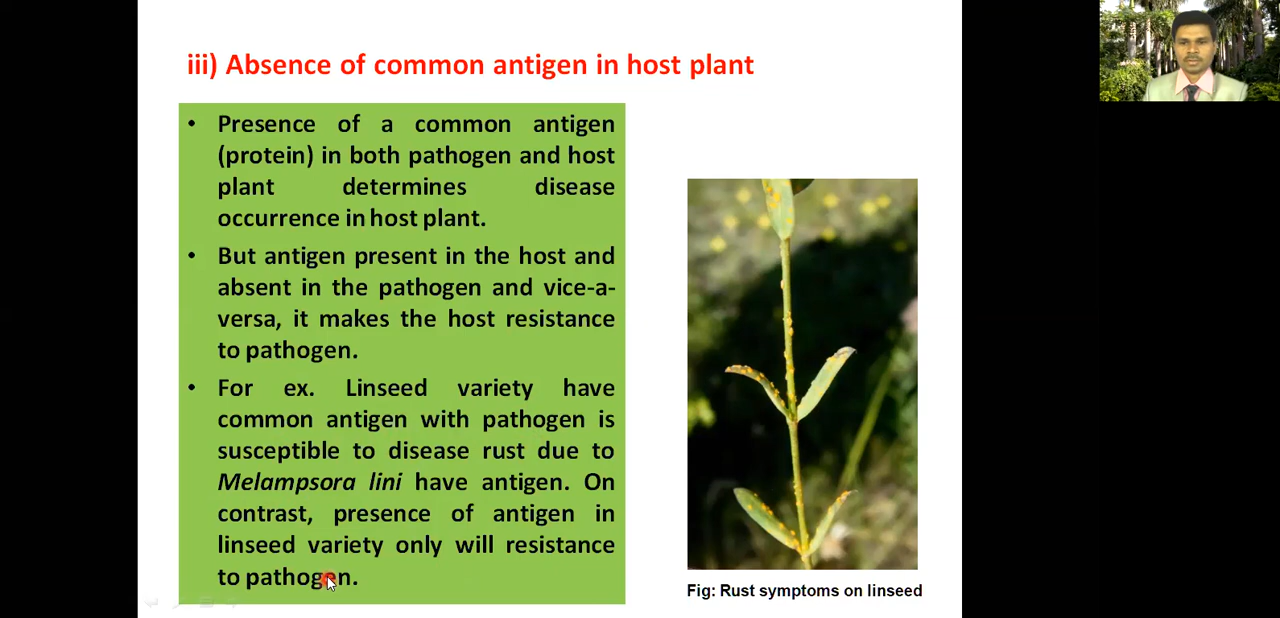 iii) Absence of common antigen in host plant
• Presence of a common antigen
(protein) in both pathogen and host
plant determines disease
occurrence in host plant.
• But antigen present in the host and
absent in the pathogen and vice-a-
versa, it makes the host resistance
to pathogen.
• For ex. Linseed variety have
common antigen with pathogen is
susceptible to disease rust due to
Melampsora lini have antigen. On
contrast, presence of antigen in
linseed variety only will resistance
to pathogen.
Fig: Rust symptoms on linseed